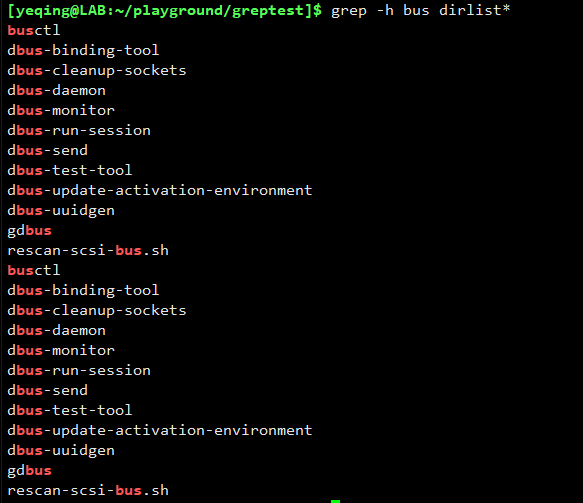 [yeqing@LAB:~/playground/greptest]$ grep -h bus dirlist*
busctl
dbus-binding-tool
dbus-cleanup-sockets
dbus-daemon
dbus-monitor
dbus-run-session
dbus-send
dbus-test-tool
dbus-update-activation-environment
dbus-uuidgen
gdbus
rescan-scsi-bus.sh
busctl
dbus-binding-tool
dbus-cleanup-sockets
dbus-daemon
dbus-monitor
dbus-run-session
dbus-send
dbus-test-tool
dbus-update-activation-environment
dbus-uuidgen
gdbus
rescan-scsi-bus.sh